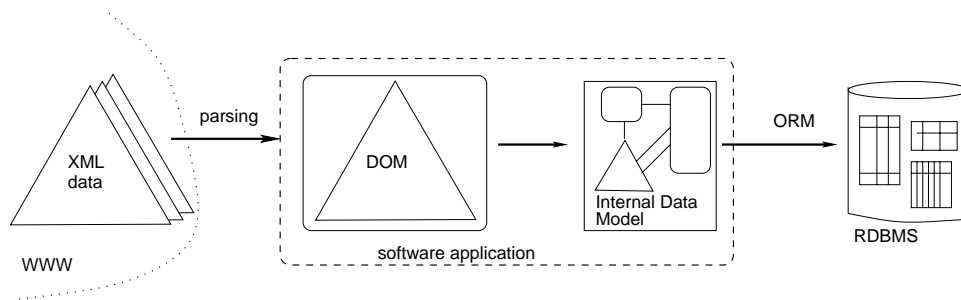 XML
data
WWW
parsing
DOM
software application
Internal Data
Model
ORM
RDBMS